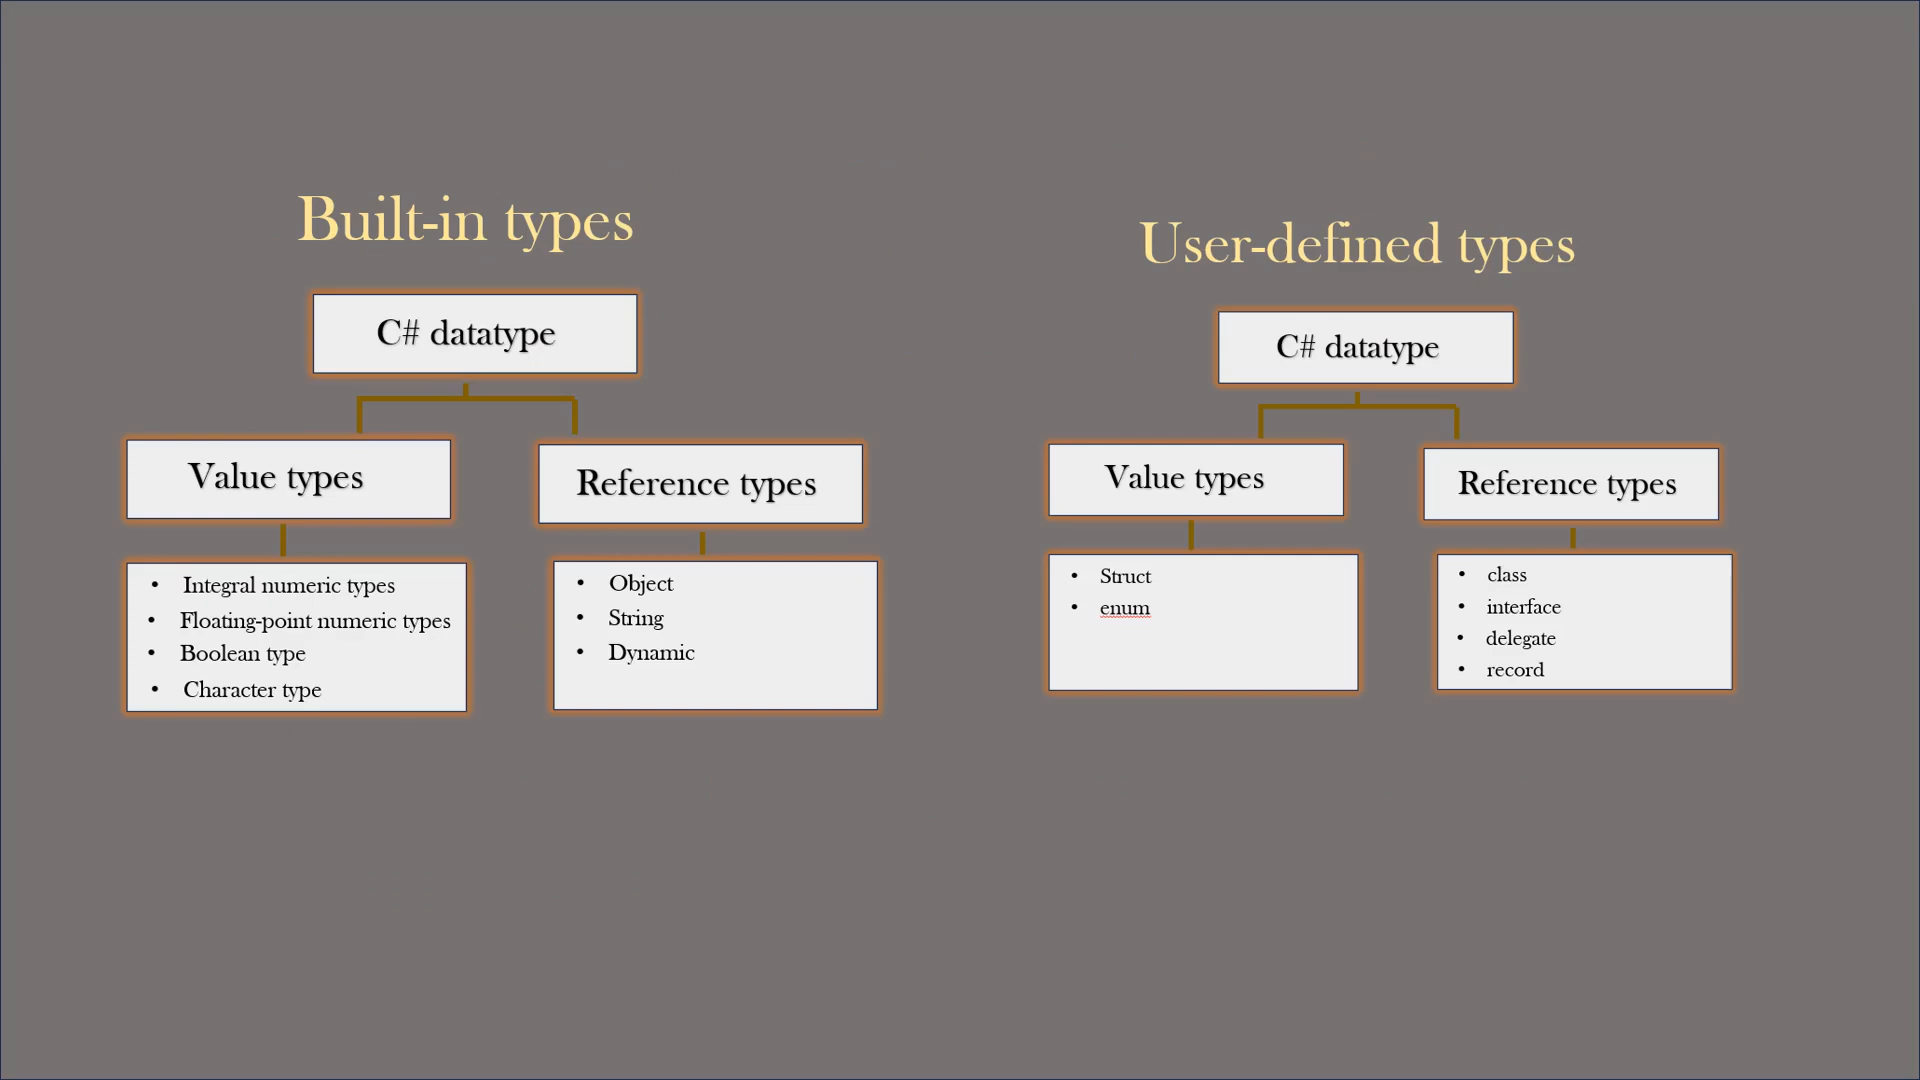 Built-in types
C# datatype
Value types
Reference types
• Integral numeric types
• Floating-point numeric types
• Boolean type
• Character type
• Object
• String
• Dynamic
User-defined types
C# datatype
Value types
Reference types
• Struct
• enum
• class
• interface
• delegate
• record